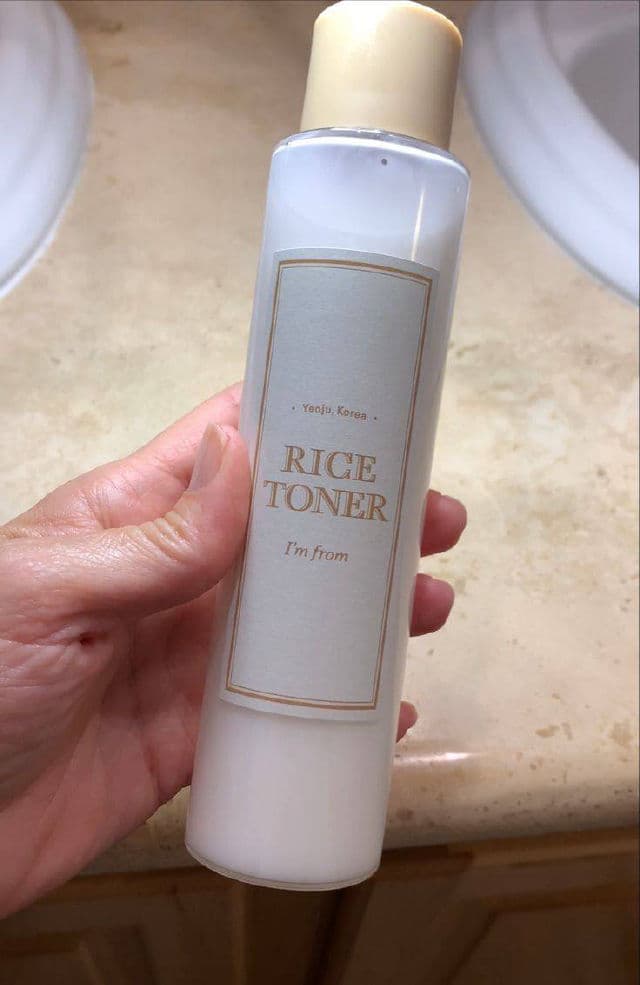 · Yeoju, Korea ·
RICE
TONER
I'm from